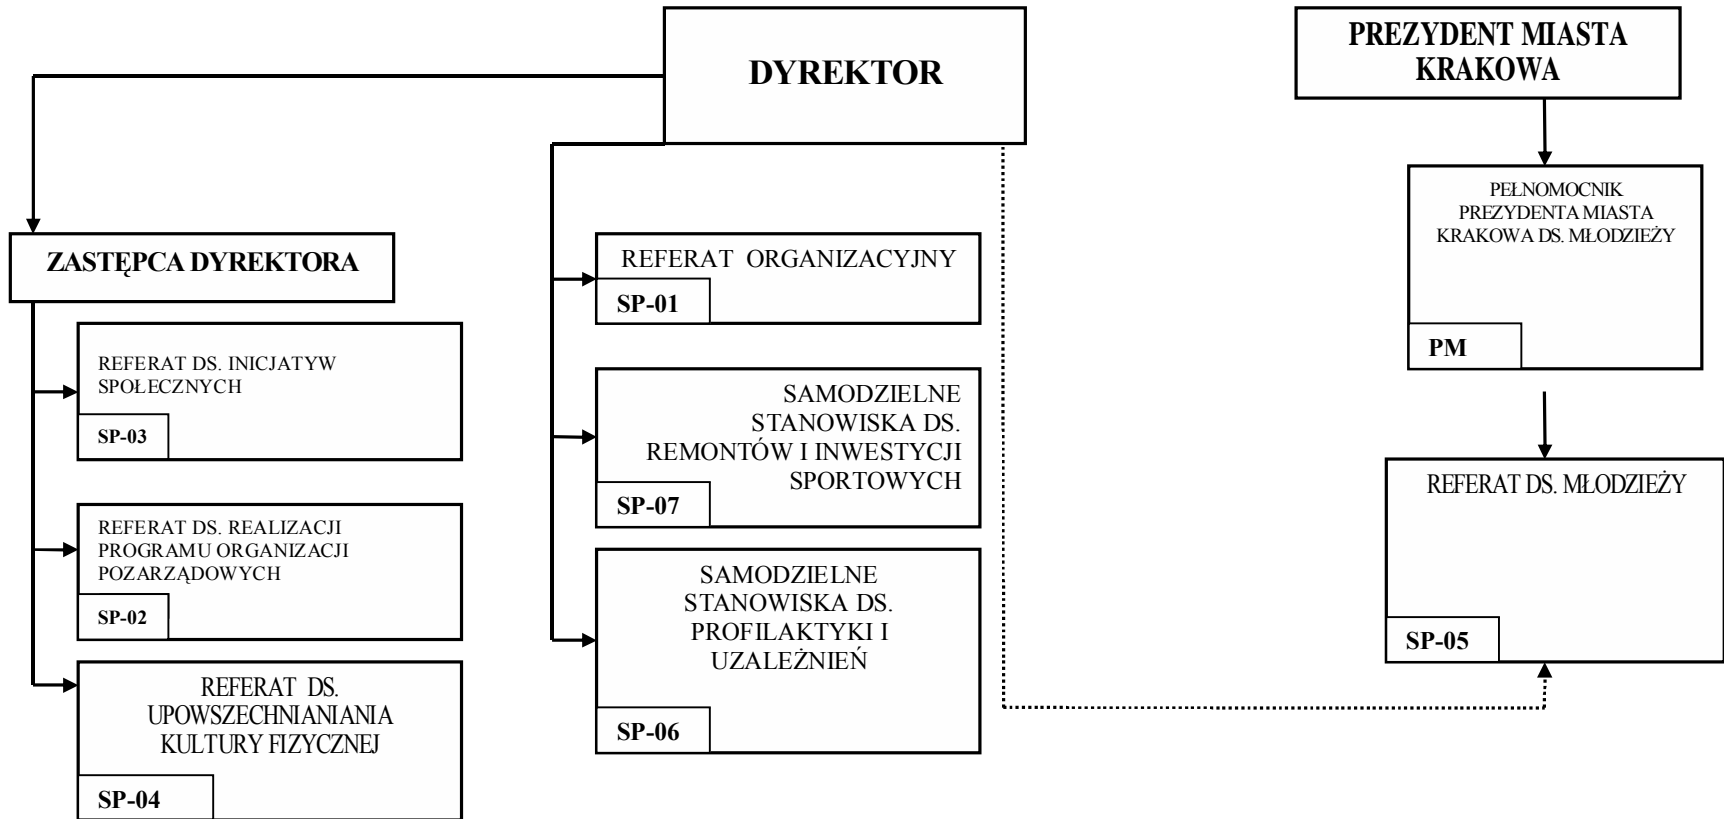 DYREKTOR
PREZYDENT MIASTA
KRAKOWA
PEŁNOMOCNIK
PREZYDENTA MIASTA
KRAKOWA DS. MŁODZIEŻY
PM
ZASTĘPCA DYREKTORA
REFERAT ORGANIZACYJNY
SP-01
REFERAT DS. INICJATYW
SPOŁECZNYCH
SP-03
SAMODZIELNE
STANOWISKA DS.
REMONTÓW I INWESTYCJI
SPORTOWYCH
SP-07
REFERAT DS. MŁODZIEŻY
SP-05
REFERAT DS. REALIZACJI
PROGRAMU ORGANIZACJI
POZARZĄDOWYCH
SP-02
SAMODZIELNE
STANOWISKA DS.
PROFILAKTYKI I
UZALEŻNIEŃ
SP-06
REFERAT DS.
UPOWSZECHNIANIANIA
KULTURY FIZYCZNEJ
SP-04